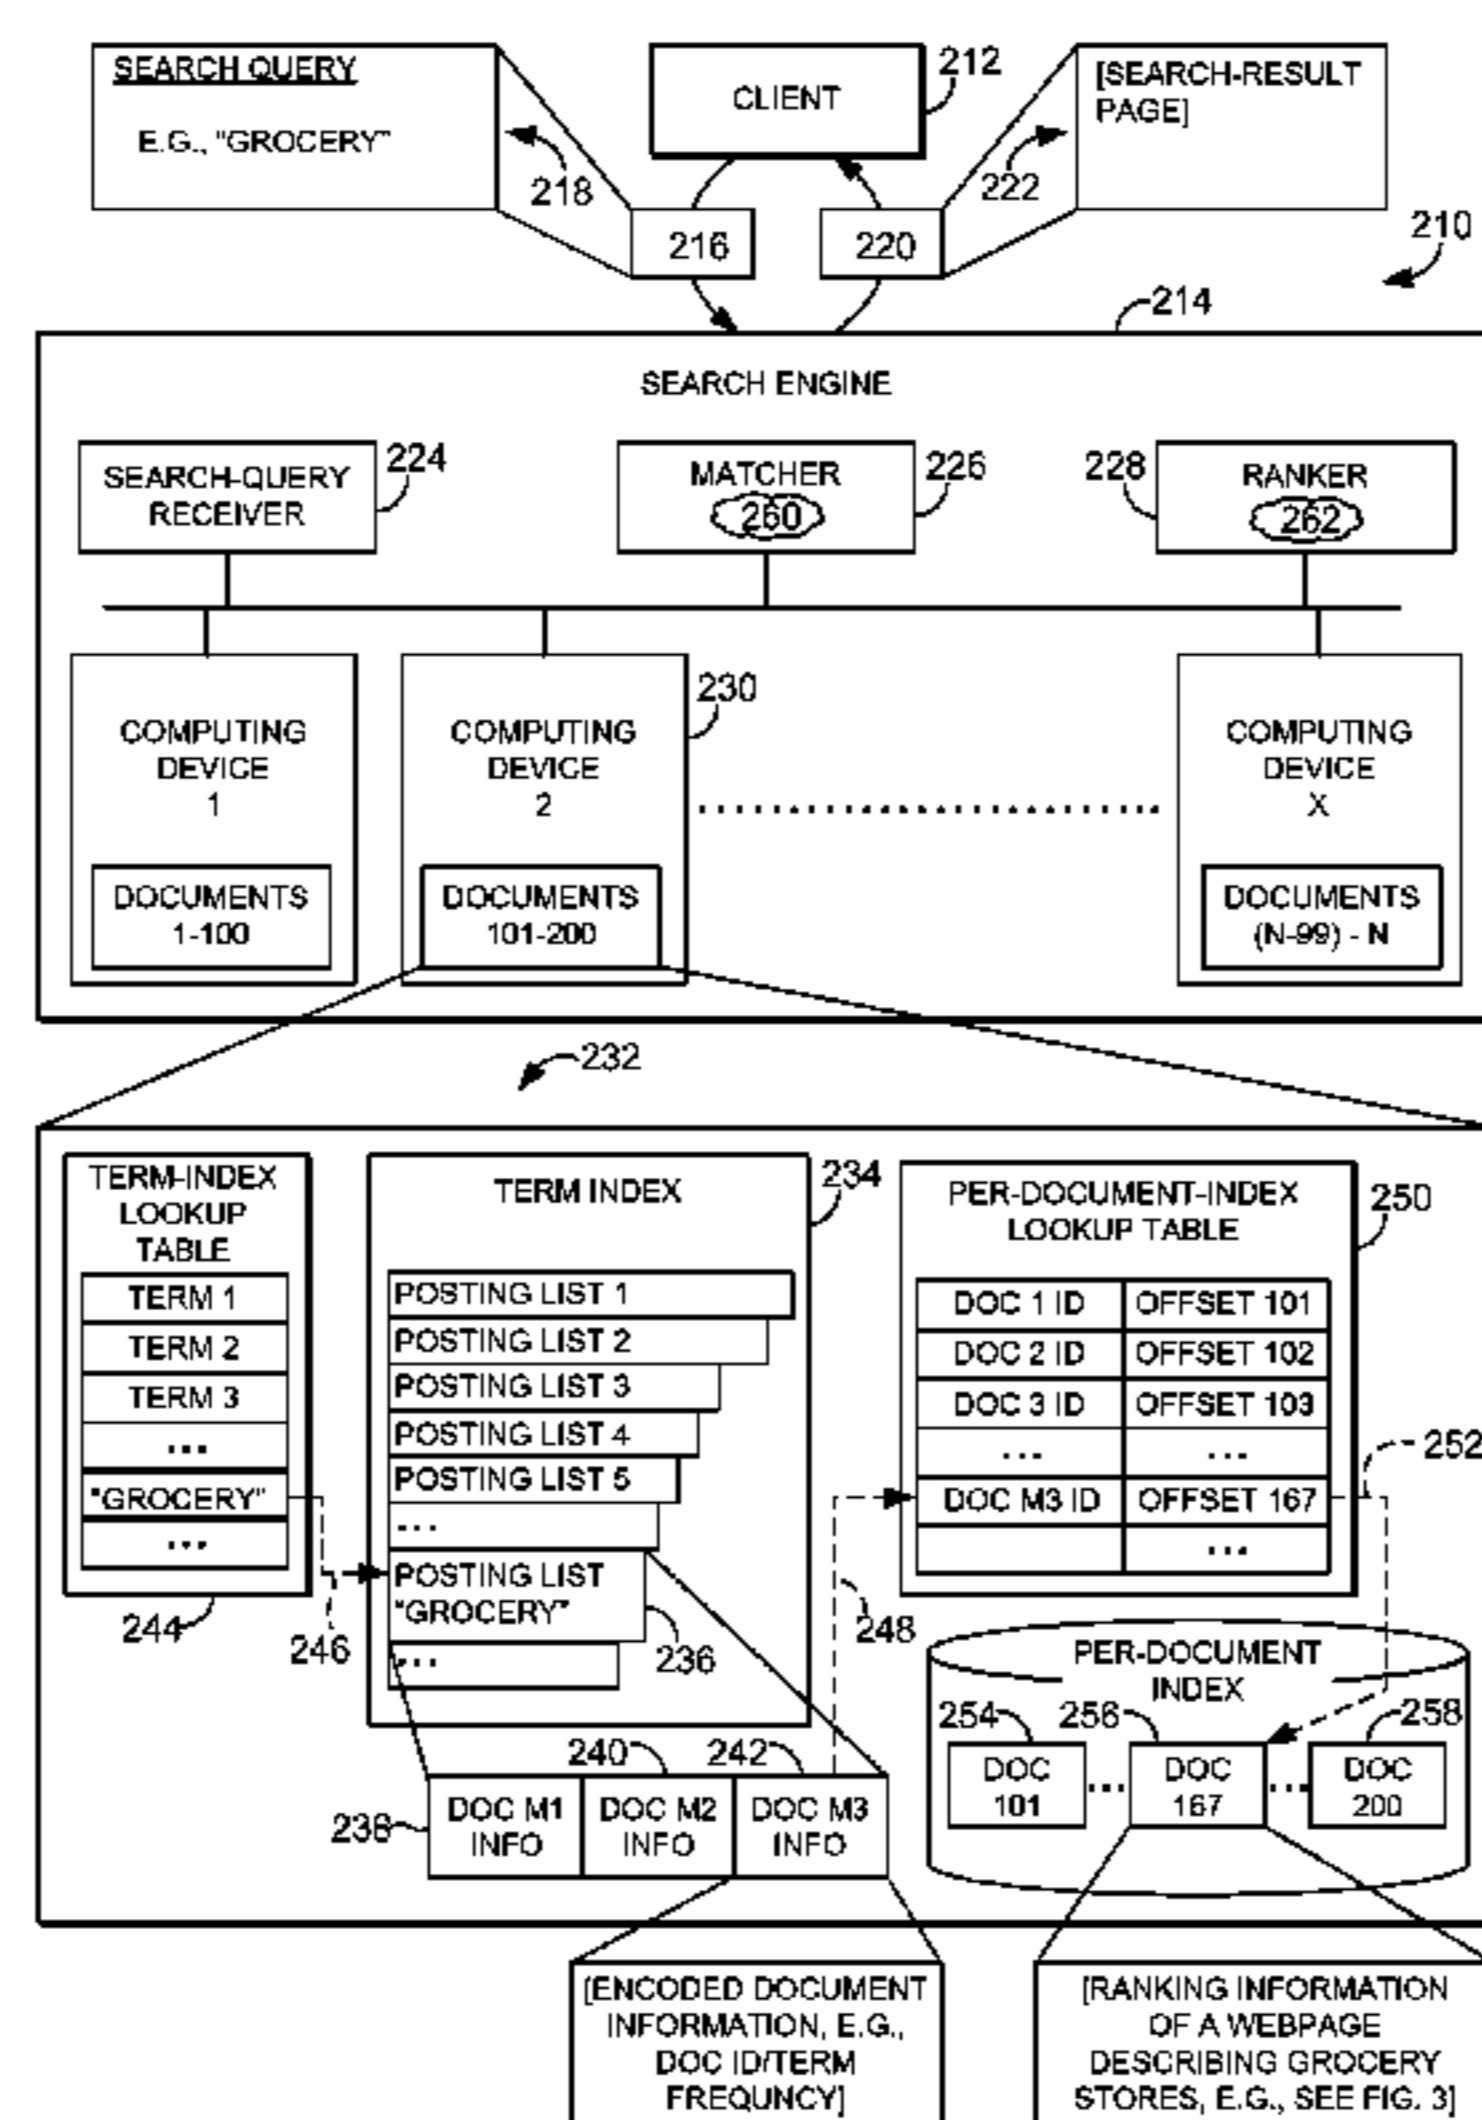 SEARCH QUERY
E.G., "GROCERY"
218
CLIENT
212
[SEARCH-RESULT
PAGE]
222
216
220
210
214
SEARCH ENGINE
SEARCH-QUERY
RECEIVER
224
MATCHER
260
226
228
RANKER
262
COMPUTING
DEVICE
1
DOCUMENTS
1-100
COMPUTING
DEVICE
2
DOCUMENTS
101-200
230
COMPUTING
DEVICE
X
DOCUMENTS
(N-99) - N
232
TERM-INDEX
LOOKUP
TABLE
TERM 1
TERM 2
TERM 3
...
"GROCERY"
...
244
246
TERM INDEX
234
POSTING LIST 1
POSTING LIST 2
POSTING LIST 3
POSTING LIST 4
POSTING LIST 5
...
POSTING LIST
"GROCERY"
236
...
PER-DOCUMENT-INDEX
LOOKUP TABLE
250
DOC 1 ID OFFSET 101
DOC 2 ID OFFSET 102
DOC 3 ID OFFSET 103
... ...
DOC M3 ID OFFSET 167
...
252
248
240
242
238
DOC M1
INFO
DOC M2
INFO
DOC M3
INFO
PER-DOCUMENT
INDEX
254
256
258
DOC
101
...
DOC
167
...
DOC
200
[ENCODED DOCUMENT
INFORMATION, E.G.,
DOC ID/TERM
FREQUNCY]
[RANKING INFORMATION
OF A WEBPAGE
DESCRIBING GROCERY
STORES, E.G., SEE FIG. 3]